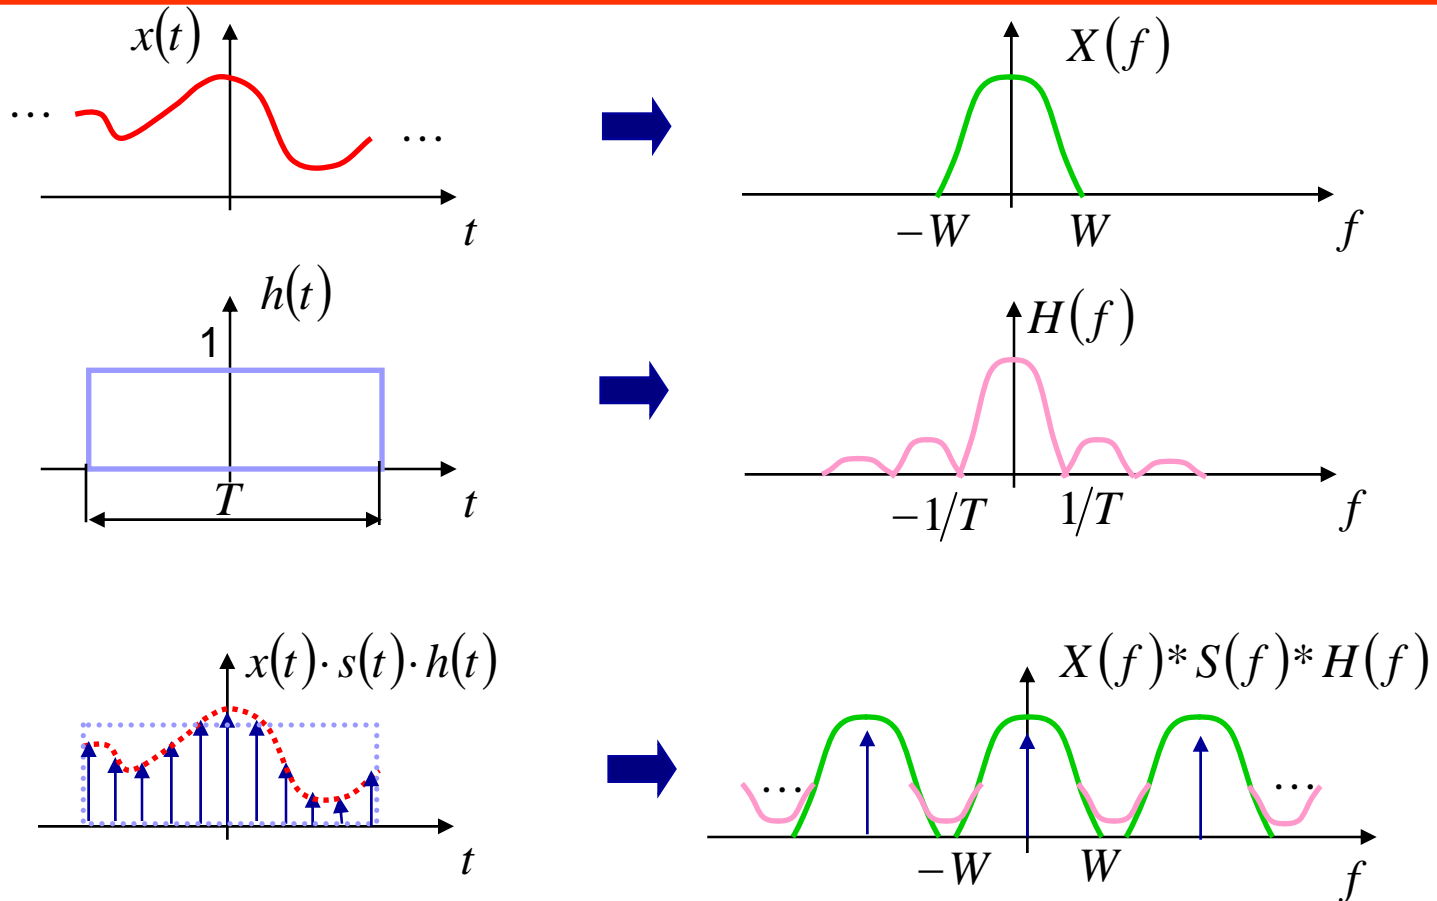 x(t)
X(f)
…
…
t
−W
W
f
h(t)
1
T
t
H(f)
−1/T
1/T
f
x(t)·s(t)·h(t)
t
X(f)*S(f)*H(f)
…
…
−W
W
f